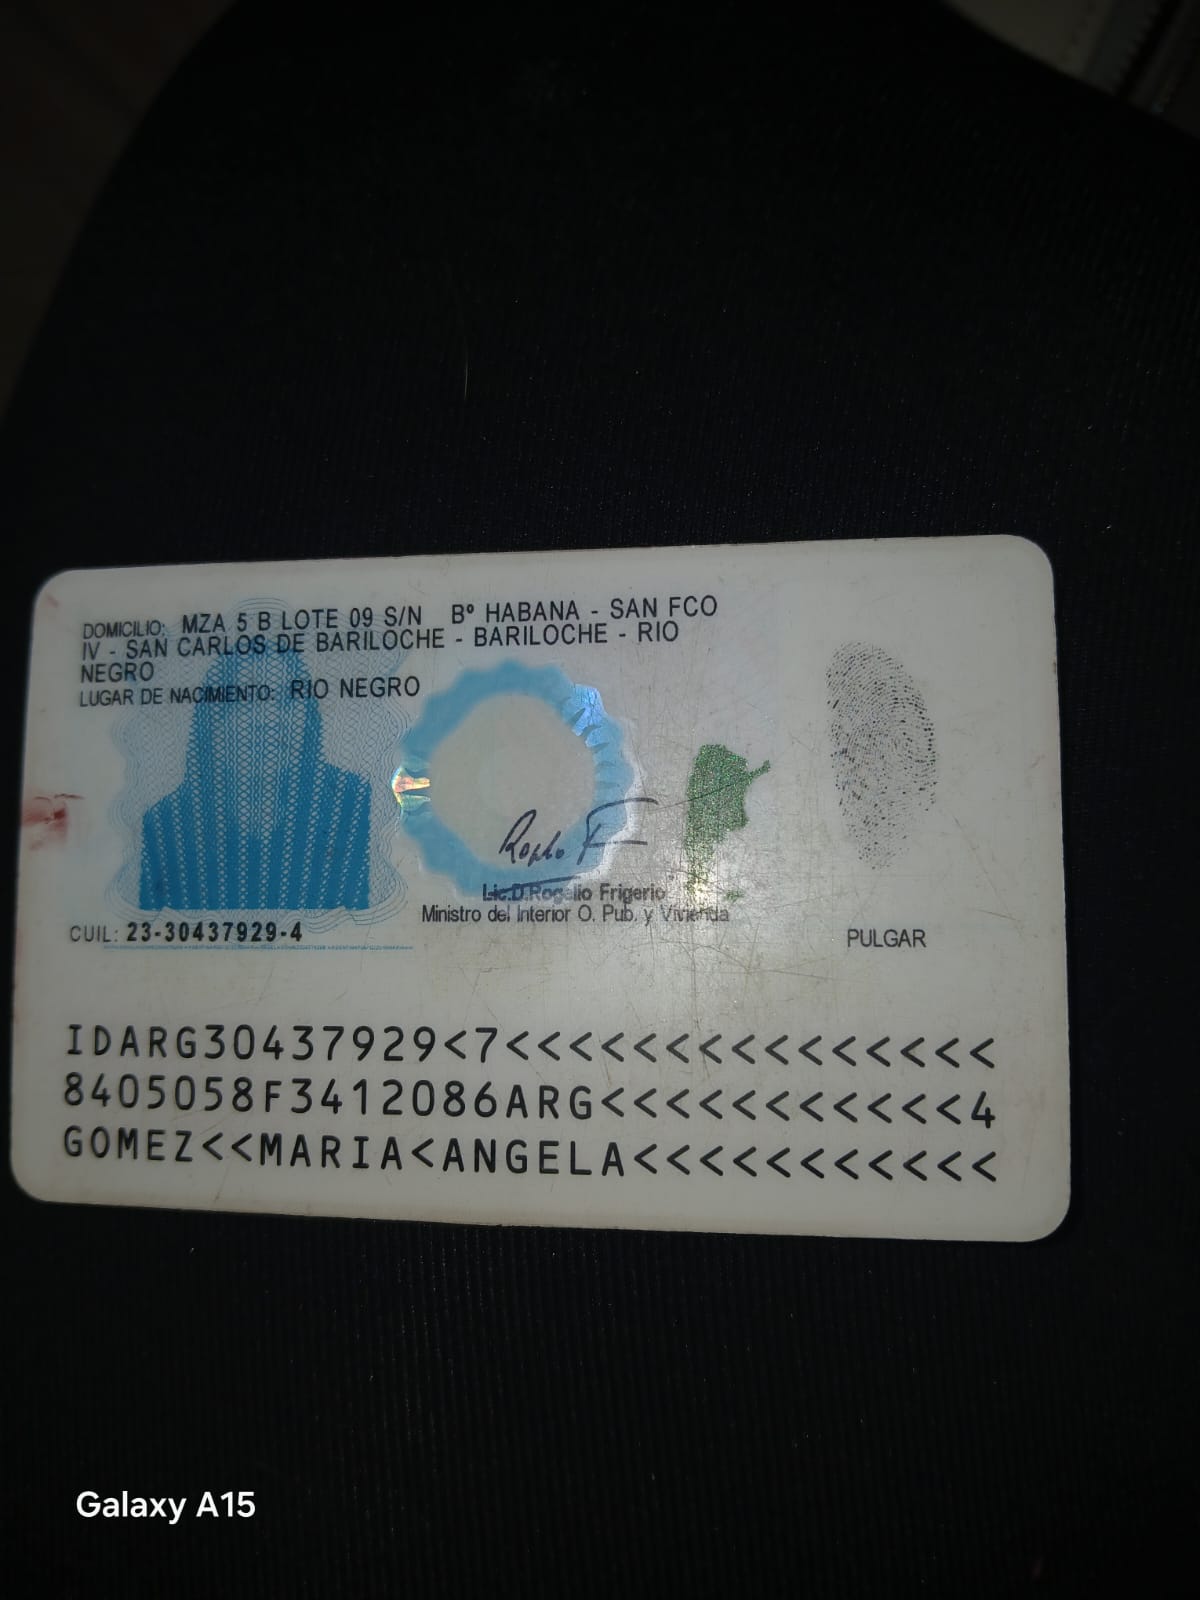 DOMICILIO: MZA 5 B LOTE 09 S/N Bº HABANA - SAN FCO
IV - SAN CARLOS DE BARILOCHE - BARILOCHE - RIO
NEGRO
LUGAR DE NACIMIENTO: RIO NEGRO
Lic.D.Rogelio Frigerio
Ministro del Interior O. Pub. y Vivienda
CUIL: 23-30437929-4
PULGAR
IDARG30437929<7<<<<<<<<<<<<<<<
8405058F3412086ARG<<<<<<<<<<<4
GOMEZ<<MARIA<ANGELA<<<<<<<<<<<
Galaxy A15